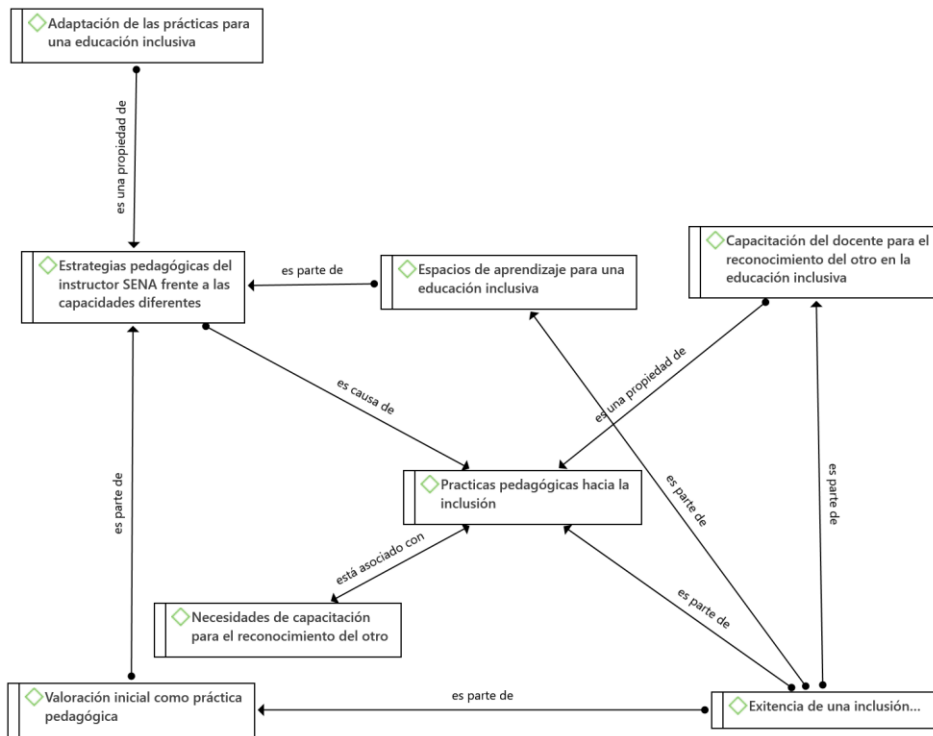 Adaptación de las prácticas para
una educación inclusiva
es una propiedad de
Estrategias pedagógicas del
instructor SENA frente a las
capacidades diferentes
es parte de
Espacios de aprendizaje para una
educación inclusiva
Capacitación del docente para el
reconocimiento del otro en la
educación inclusiva
es causa de
es una propiedad de
es parte de
Practicas pedagógicas hacia la
inclusión
es parte de
es parte de
está asociado con
es parte de
Necesidades de capacitación
para el reconocimiento del otro
Valoración inicial como práctica
pedagógica
es parte de
Exitencia de una inclusión...